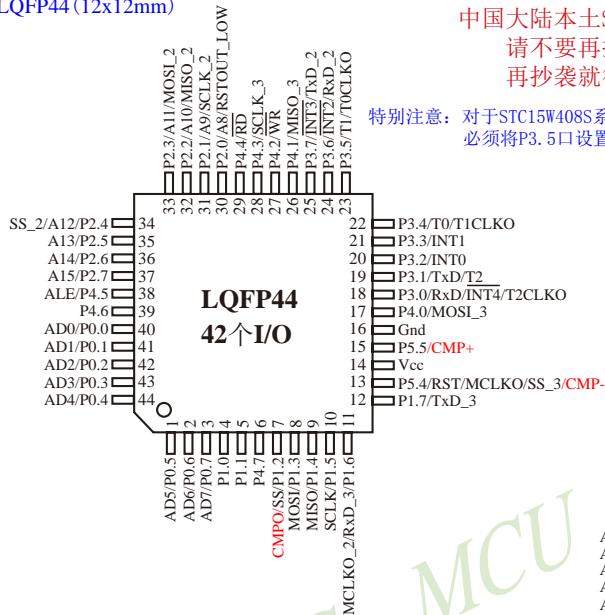 LQFP44(12x12mm)
中国大陆本土S
请不要再
再抄袭就
特别注意：对于STC15W408S系
必须将P3.5口设置
P2.3/A11/MOSI_2
P2.2/A10/MISO_2
P2.1/A9/SCLK_2
P2.0/A8/RSTOUT_LOW
P4.4/RD
P4.3/SCLK_3
P4.2/WR
P4.1/MISO_3
P3.7/INT3/TxD_2
P3.6/INT2/RxD_2
P3.5/T1/T0CLKO
33
32
31
30
29
28
27
26
25
24
23
SS_2/A12/P2.4 34
A13/P2.5 35
A14/P2.6 36
A15/P2.7 37
ALE/P4.5 38
P4.6 39
AD0/P0.0 40
AD1/P0.1 41
AD2/P0.2 42
AD3/P0.3 43
AD4/P0.4 44
LQFP44
42个I/O
22 P3.4/T0/T1CLKO
21 P3.3/INT1
20 P3.2/INT0
19 P3.1/TxD/T2
18 P3.0/RxD/INT4/T2CLKO
17 P4.0/MOSI_3
16 Gnd
15 P5.5/CMP+
14 Vcc
13 P5.4/RST/MCLKO/SS_3/CMP-
12 P1.7/TxD_3
1
2
3
4
5
6
7
8
9
10
11
AD5/P0.5
AD6/P0.6
AD7/P0.7
P1.0
P1.1
P4.7
CMPO/SS/P1.2
MOSI/P1.3
MISO/P1.4
SCLK/P1.5
MCLKO_2/RxD_3/P1.6
MCU
A
A
A
A
A